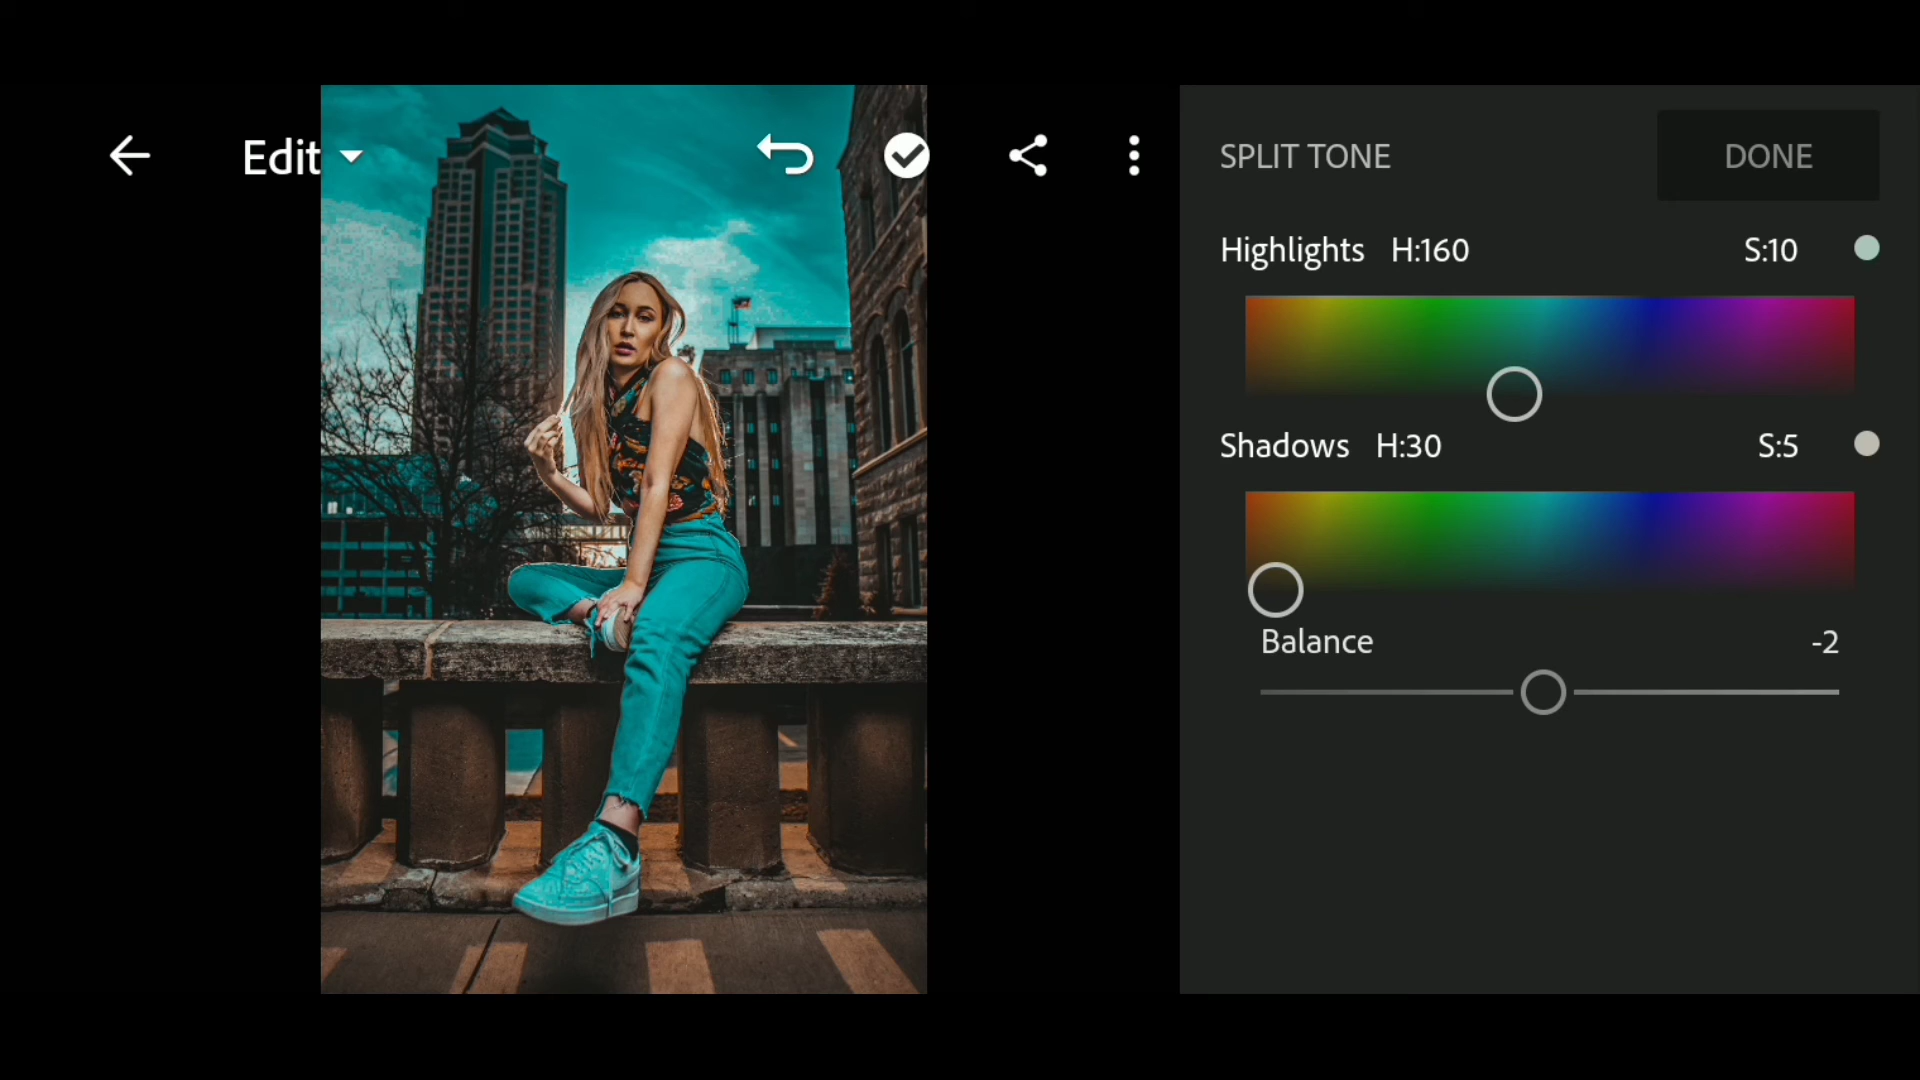 Edit
SPLIT TONE
DONE
Highlights H:160 S:10
Shadows H:30 S:5
Balance -2